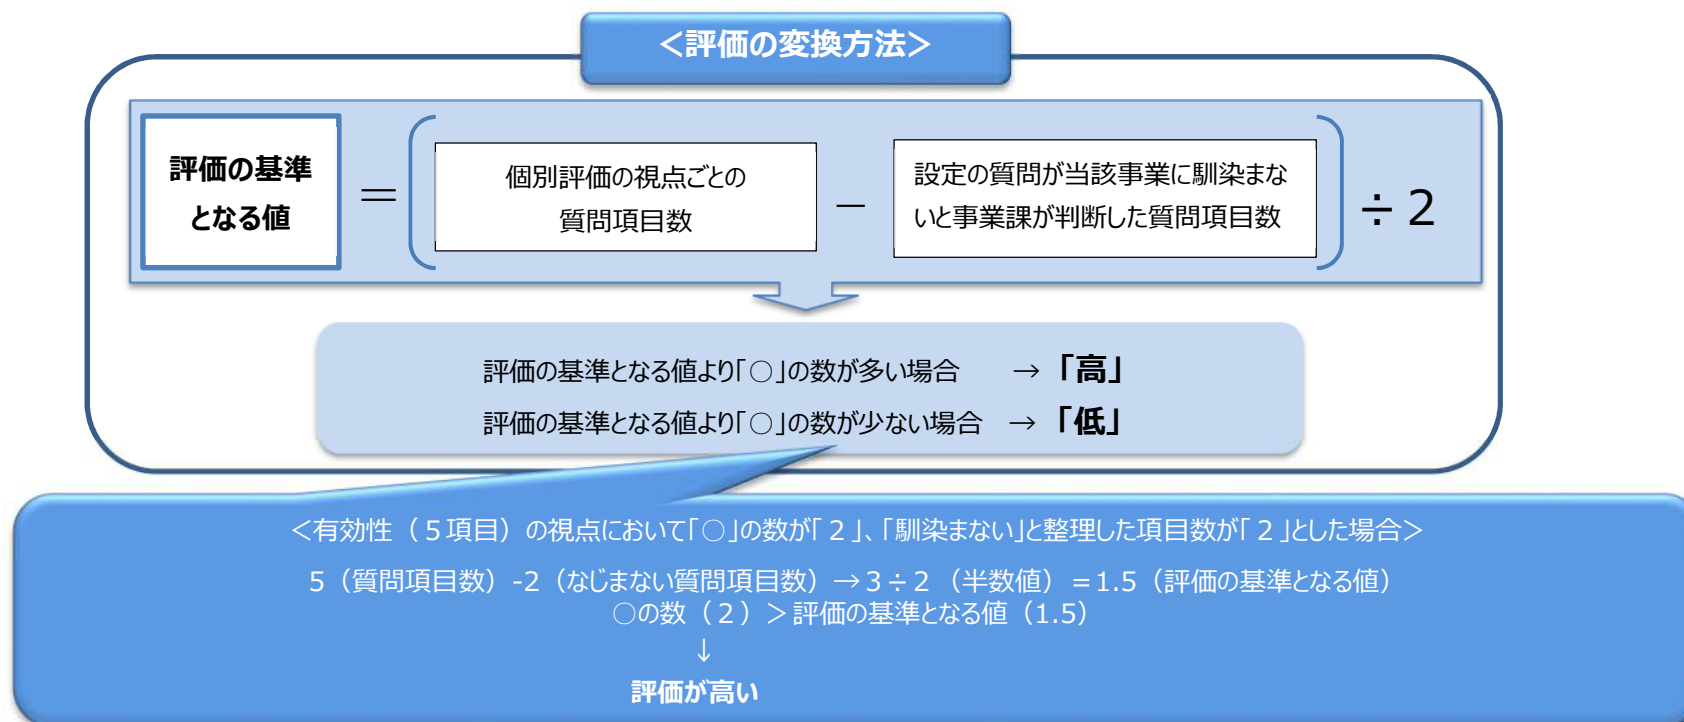 ＜評価の変換方法＞
評価の基準
となる値
＝
個別評価の視点ごとの
質問項目数
－
設定の質問が当該事業に馴染まな
いと事業課が判断した質問項目数
÷２
評価の基準となる値より「○」の数が多い場合　→「高」
評価の基準となる値より「○」の数が少ない場合　→「低」
＜有効性（５項目）の視点において「○」の数が「２」、「馴染まない」と整理した項目数が「２」とした場合＞
5（質問項目数）-2（なじまない質問項目数）→３÷２（半数値）＝1.5（評価の基準となる値）
○の数（２）＞評価の基準となる値（1.5）
↓
評価が高い